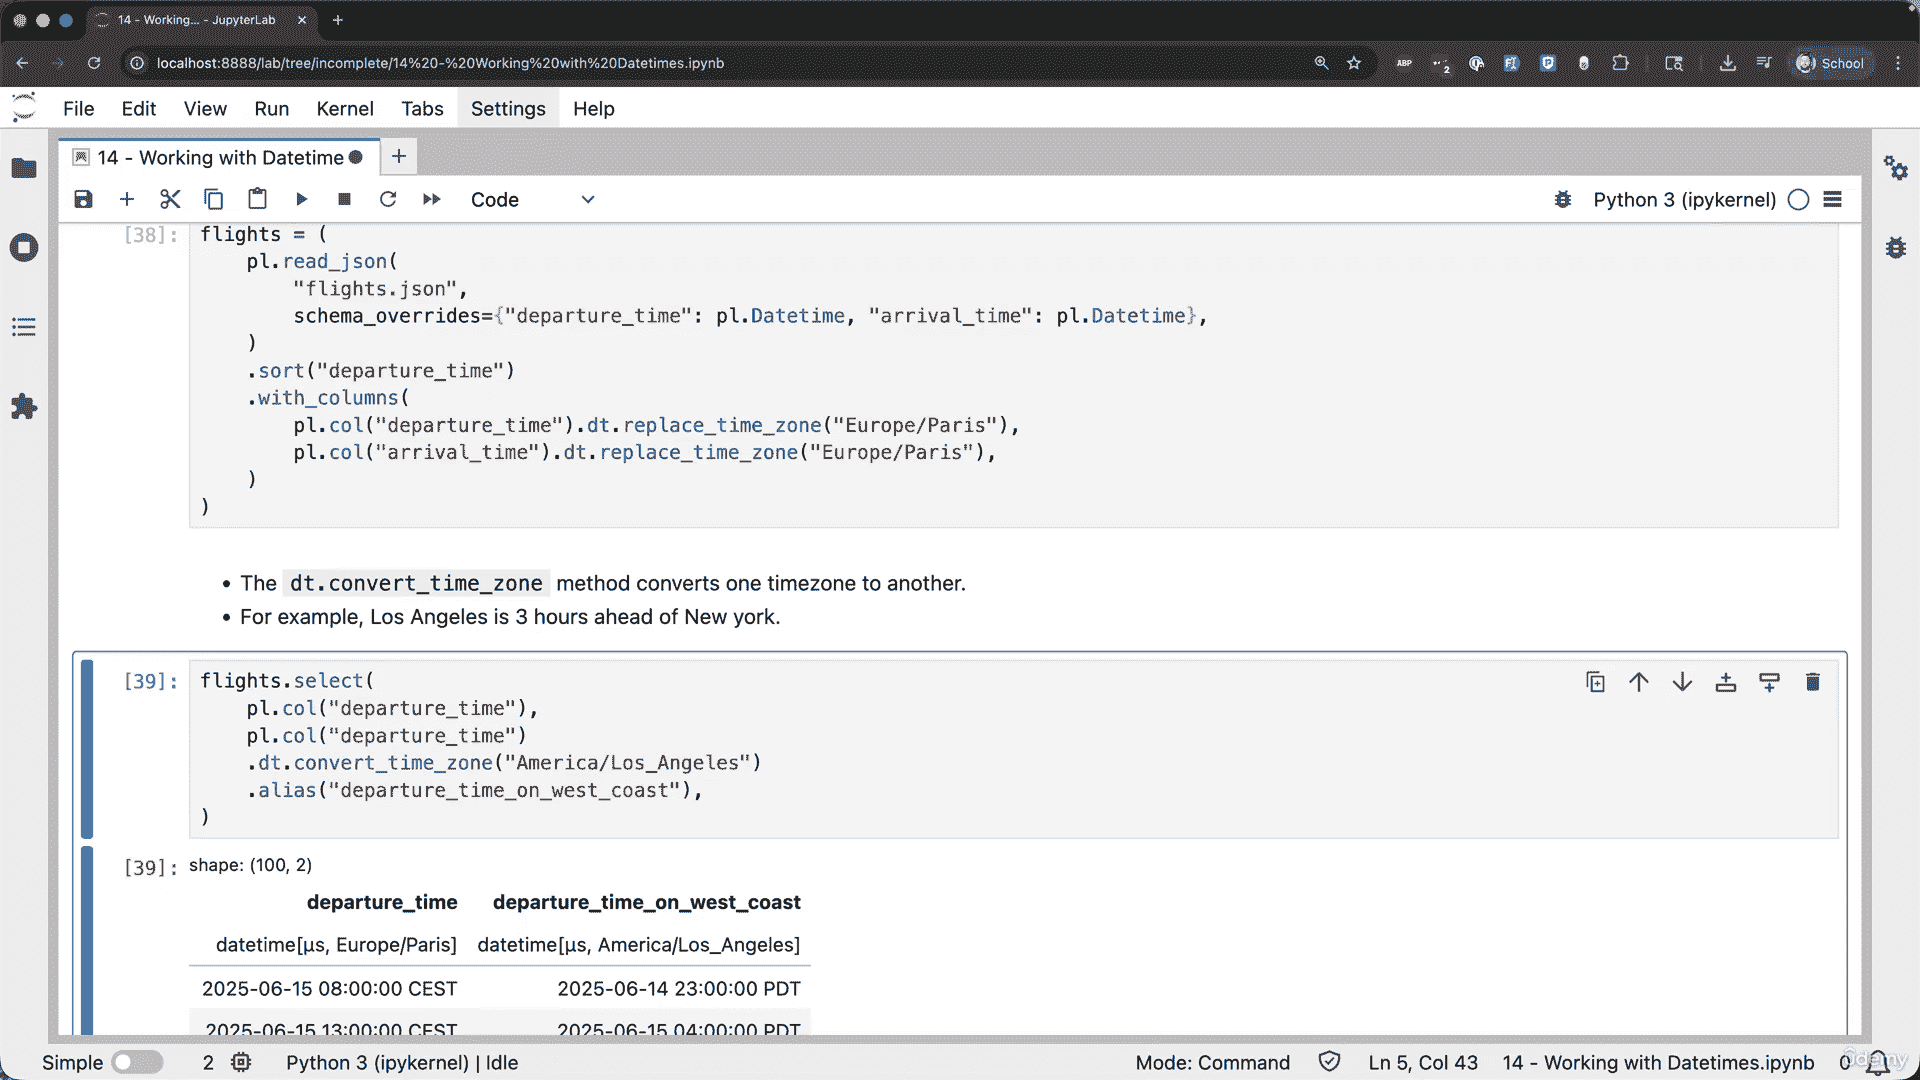 14 - Working... - JupyterLab
localhost:8888/lab/tree/incomplete/14%20-%20Working%20with%20Datetimes.ipynb
ABP
2
School
File Edit View Run Kernel Tabs Settings Help
14 - Working with Datetime
Code
Python 3 (ipykernel)
[38]:
flights = (
pl.read_json(
"flights.json",
schema_overrides={"departure_time": pl.Datetime, "arrival_time": pl.Datetime},
)
.sort("departure_time")
.with_columns(
pl.col("departure_time").dt.replace_time_zone("Europe/Paris"),
pl.col("arrival_time").dt.replace_time_zone("Europe/Paris"),
)
)
• The dt.convert_time_zone method converts one timezone to another.
• For example, Los Angeles is 3 hours ahead of New york.
[39]:
flights.select(
pl.col("departure_time"),
pl.col("departure_time")
.dt.convert_time_zone("America/Los_Angeles")
.alias("departure_time_on_west_coast"),
)
[39]:
shape: (100, 2)
departure_time departure_time_on_west_coast
datetime[μs, Europe/Paris] datetime[μs, America/Los_Angeles]
2025-06-15 08:00:00 CEST 2025-06-14 23:00:00 PDT
2025-06-15 13:00:00 CEST 2025-06-15 04:00:00 PDT
Simple 2 Python 3 (ipykernel) | Idle Mode: Command Ln 5, Col 43 14 - Working with Datetimes.ipynb 0
Udemy